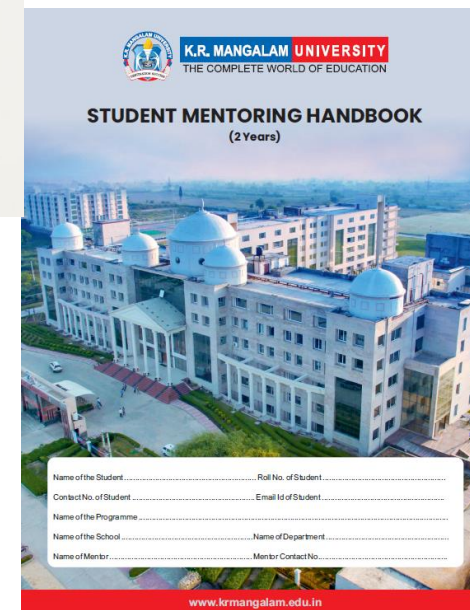 K.R. MANGALAM UNIVERSITY
THE COMPLETE WORLD OF EDUCATION
STUDENT MENTORING HANDBOOK
(2 Years)
Name of the Student Roll No. of Student
Contact No. of Student Email Id of Student
Name of the Programme
Name of the School Name of Department
Name of Mentor Mentor Contact No.
www.krmangalam.edu.in